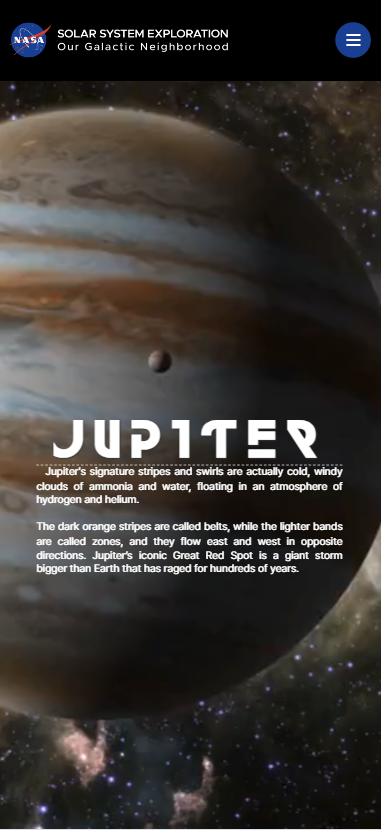 NASA
SOLAR SYSTEM EXPLORATION
Our Galactic Neighborhood
JUPITER
Jupiter's signature stripes and swirls are actually cold, windy
clouds of ammonia and water, floating in an atmosphere of
hydrogen and helium.
The dark orange stripes are called belts, while the lighter bands
are called zones, and they flow east and west in opposite
directions. Jupiter's iconic Great Red Spot is a giant storm
bigger than Earth that has raged for hundreds of years.